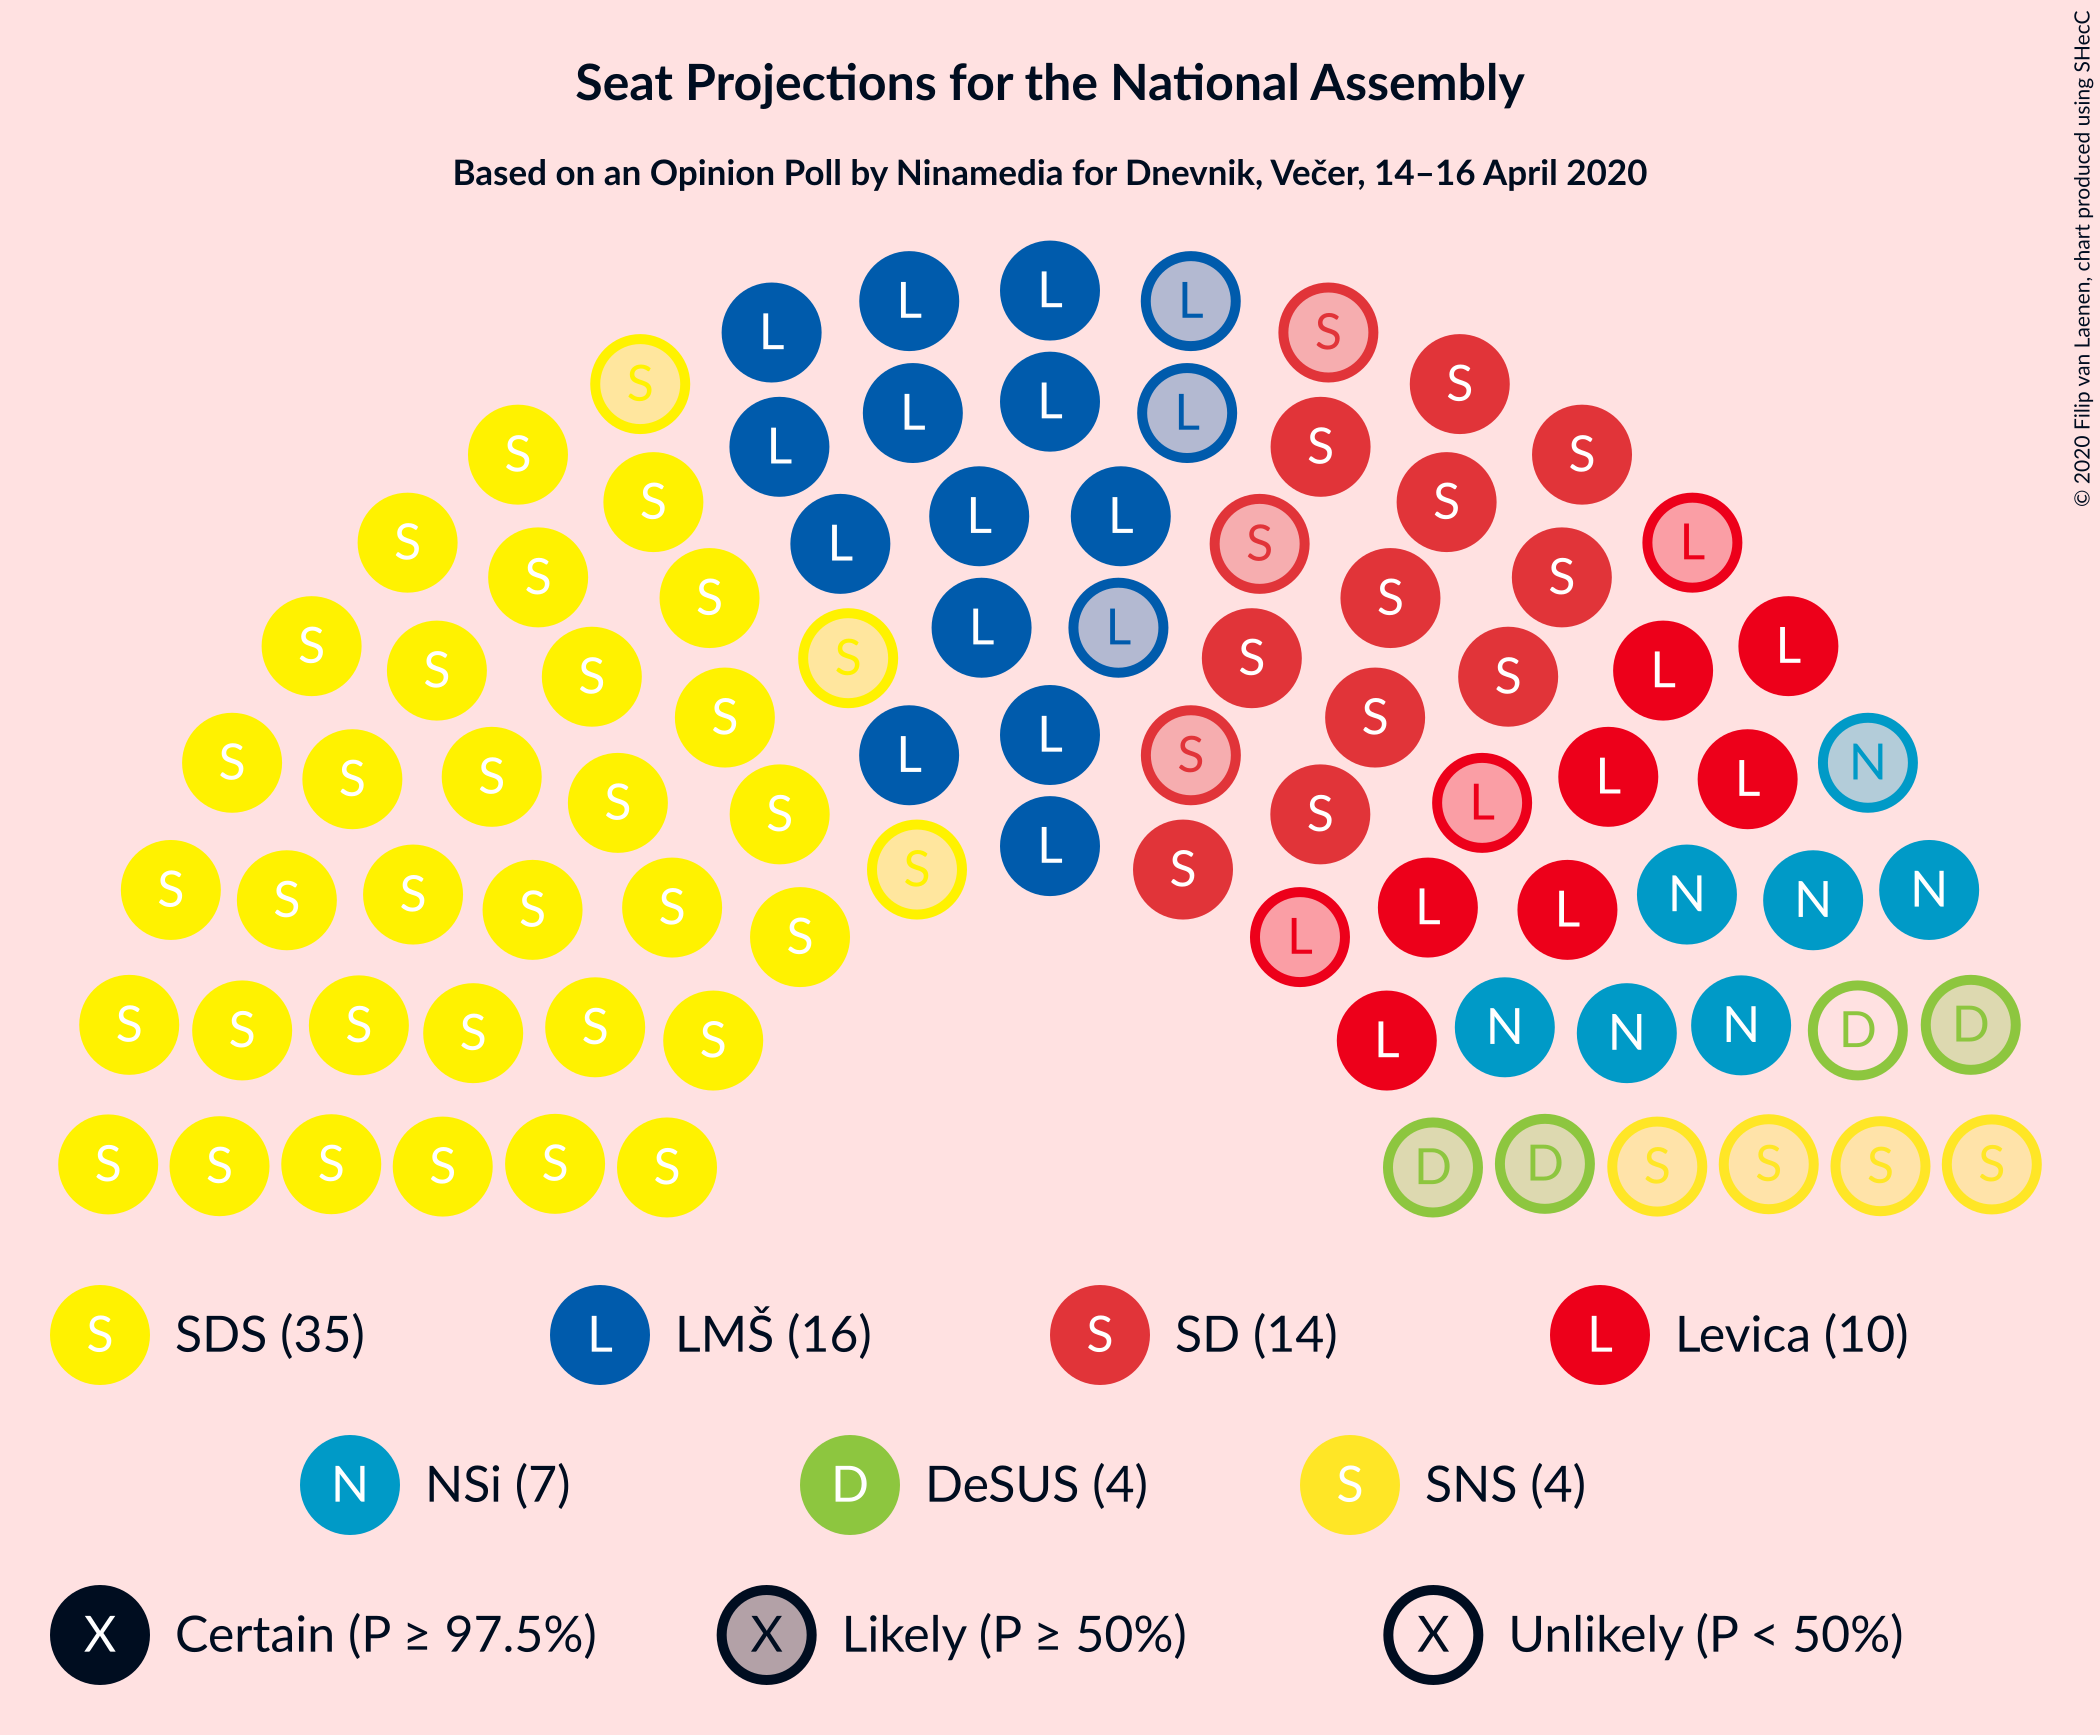 Seat Projections for the National Assembly
Based on an Opinion Poll by Ninamedia for Dnevnik, Večer, 14–16 April 2020
© 2020 Filip van Laenen, chart produced using SHecC
L L L L
S L S
S L L L L S S
S S L L S S S
S S S L S S L
S S S S L L S S S L L
S S S S L L S S L L L N
S S S S S S L S L L L N N N
S S S S S S L N N N D D
S S S S S S D D S S S S
S SDS (35) L LMŠ (16) S SD (14) L Levica (10)
N NSi (7) D DeSUS (4) S SNS (4)
X Certain (P ≥ 97.5%) X Likely (P ≥ 50%) X Unlikely (P < 50%)